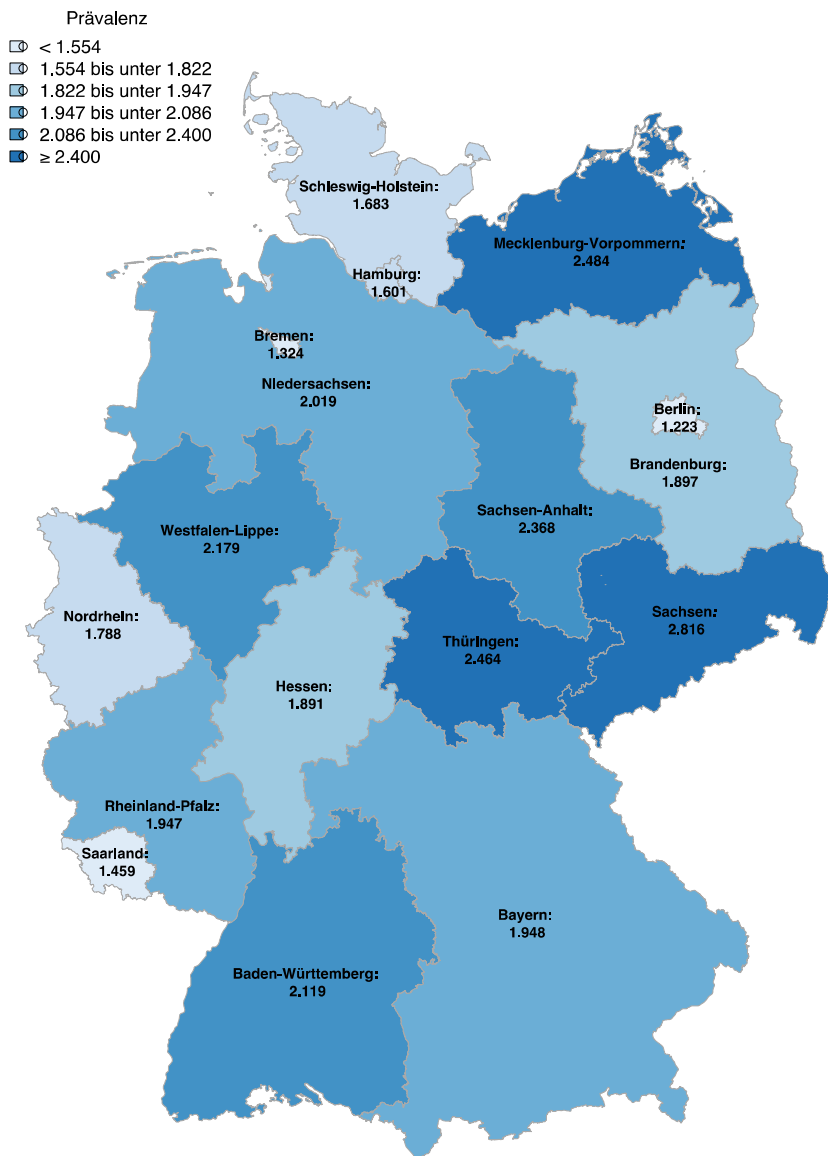 Prävalenz
< 1.554
1.554 bis unter 1.822
1.822 bis unter 1.947
1.947 bis unter 2.086
2.086 bis unter 2.400
≥ 2.400
Schleswig-Holstein:
1.683
Mecklenburg-Vorpommern:
2.484
Hamburg:
1.601
Bremen:
1.324
Niedersachsen:
2.019
Berlin:
1.223
Brandenburg:
1.897
Sachsen-Anhalt:
2.368
Westfalen-Lippe:
2.179
Nordrhein:
1.788
Sachsen:
2.816
Thüringen:
2.464
Hessen:
1.891
Rheinland-Pfalz:
1.947
Saarland:
1.459
Bayern:
1.948
Baden-Württemberg:
2.119